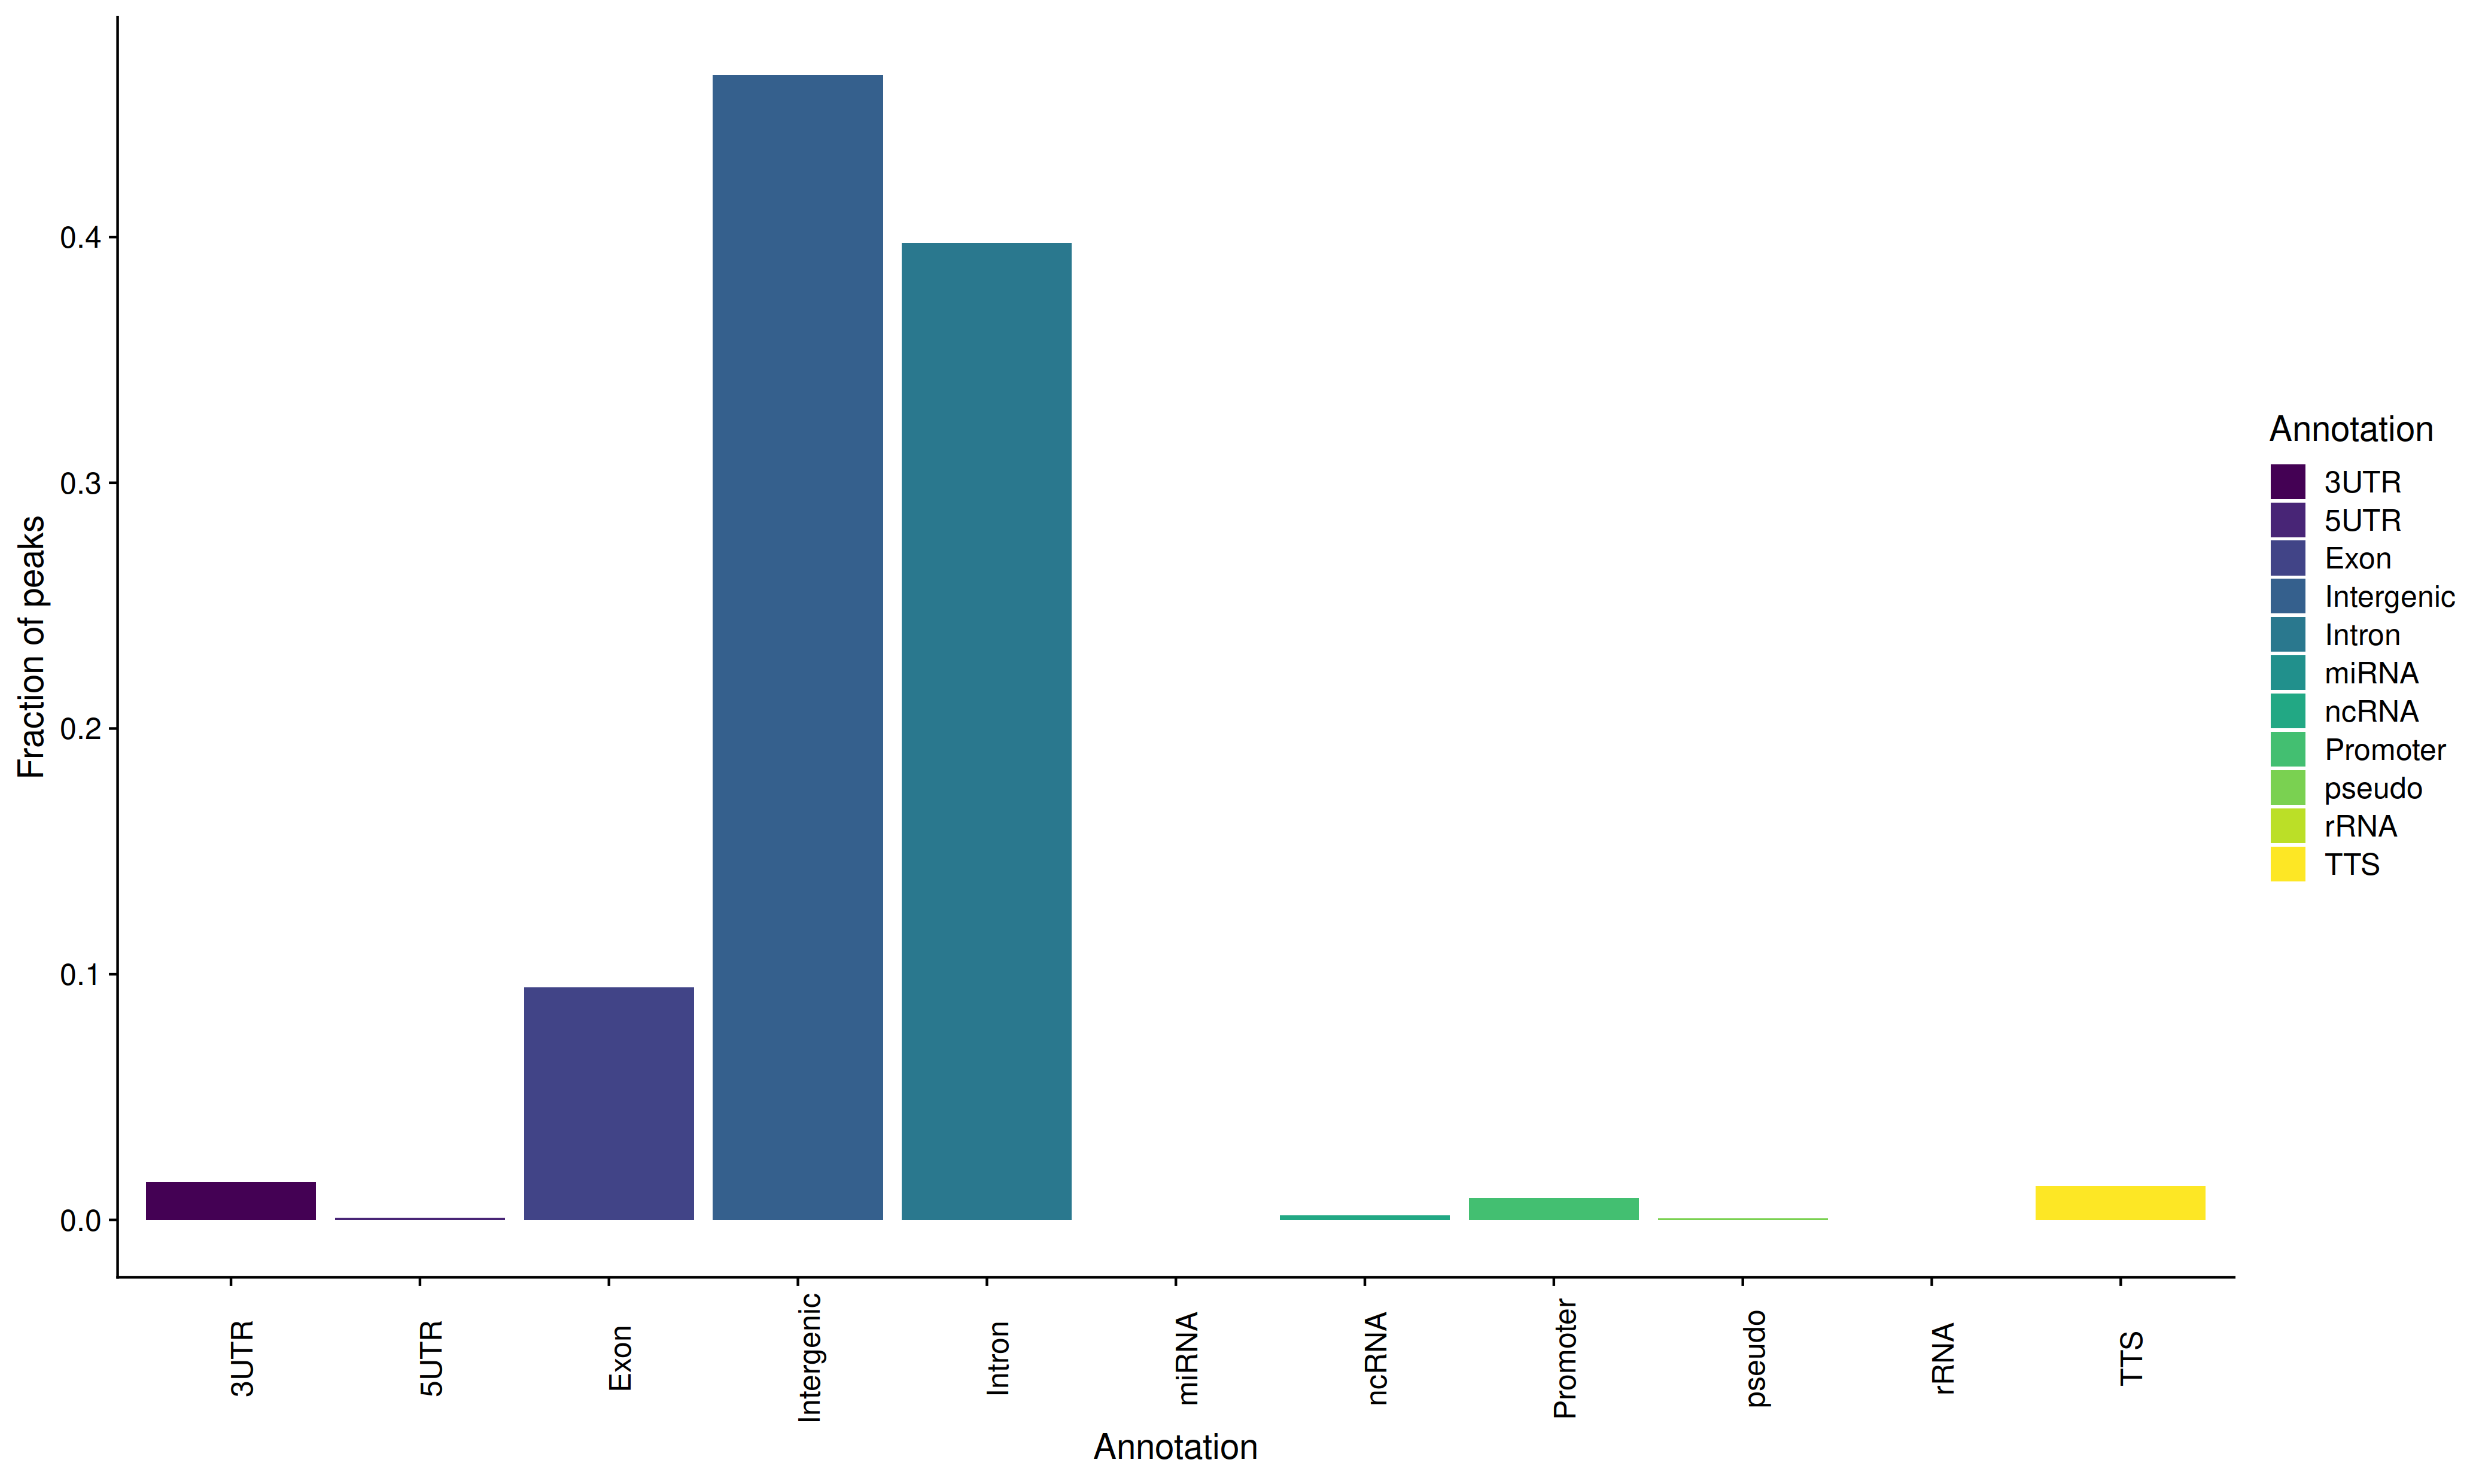 Fraction of peaks
0.4
0.3
0.2
0.1
0.0
3UTR
5UTR
Exon
Intergenic
Intron
miRNA
ncRNA
Promoter
pseudo
rRNA
TTS
Annotation
Annotation
3UTR
5UTR
Exon
Intergenic
Intron
miRNA
ncRNA
Promoter
pseudo
rRNA
TTS